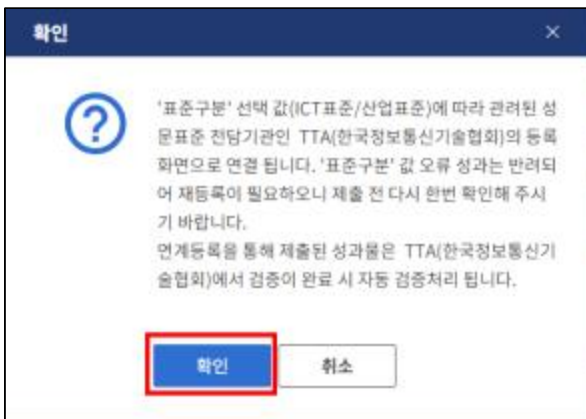 확인
'표준구분' 선택 값(ICT표준/산업표준)에 따라 관련된 성
문표준 전담기관인 TTA(한국정보통신기술협회)의 등록
화면으로 연결 됩니다. '표준구분' 값 오류 성과는 반려되
어 재등록이 필요하오니 제출 전 다시 한번 확인해 주시
기 바랍니다.
연계등록을 통해 제출된 성과물은 TTA(한국정보통신기
술협회)에서 검증이 완료 시 자동 검증처리 됩니다.
확인
취소